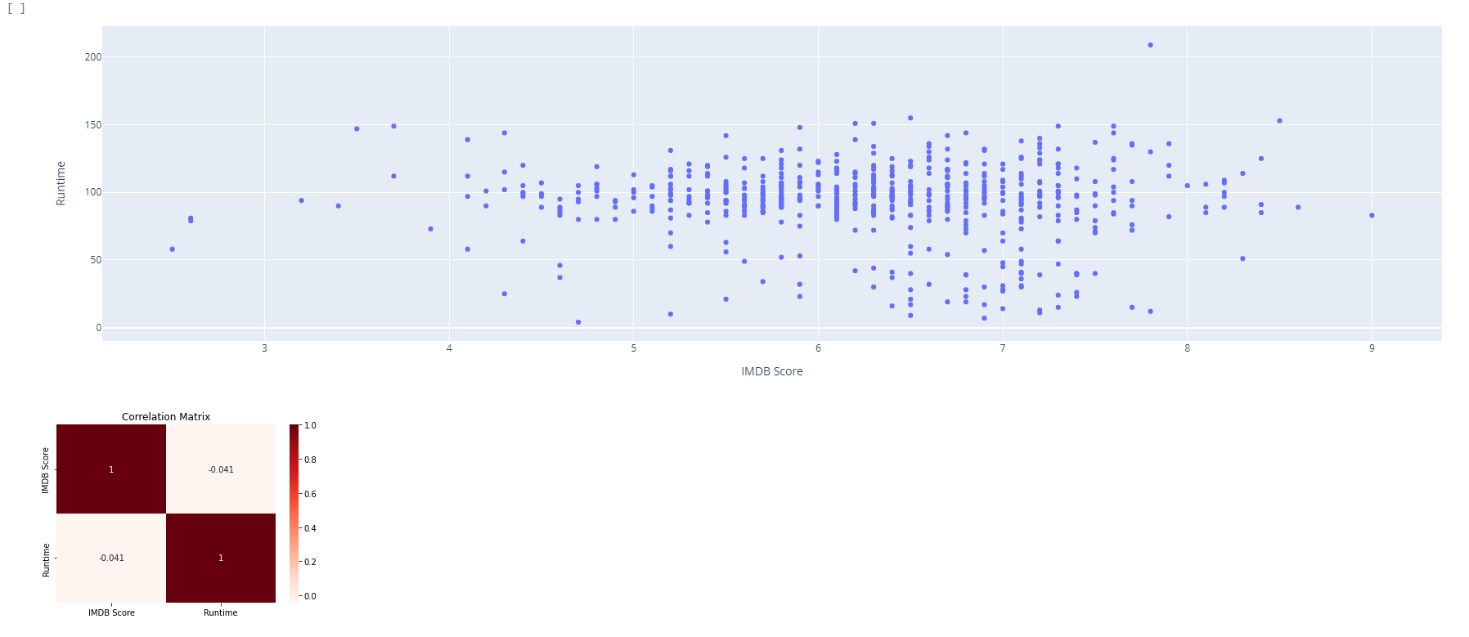 [ ]
200
150
100
50
0
Runtime
3 4 5 6 7 8 9
IMDB Score
Correlation Matrix
IMDB Score
1 -0.041
Runtime
-0.041 1
IMDB Score Runtime
1.0
0.8
0.6
0.4
0.2
0.0